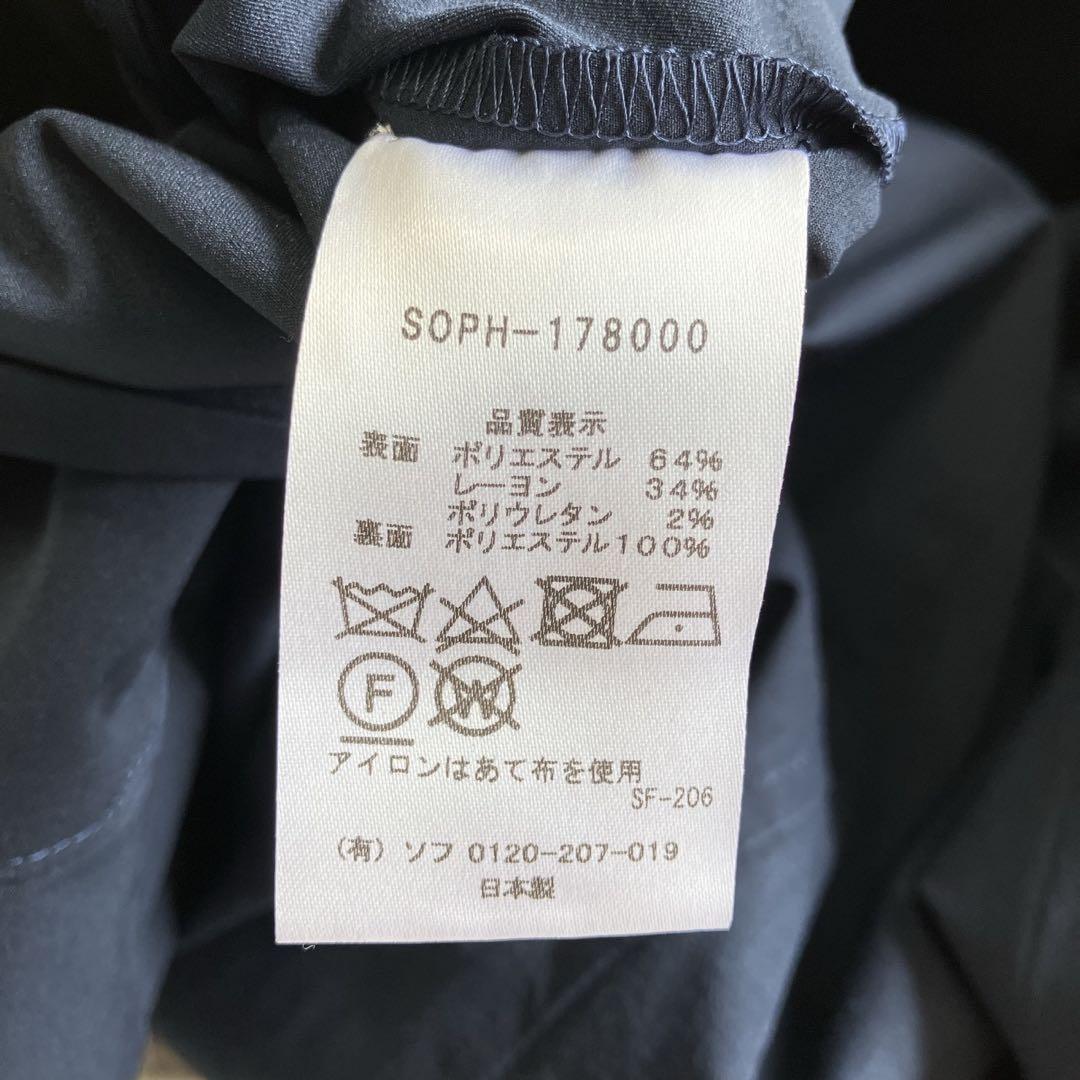 SOPH-178000
品質表示
表面 ポリエステル 64%
レーヨン 34%
ポリウレタン 2%
裏面 ポリエステル100%
F W
アイロンはあて布を使用
SF-206
(有) ソフ 0120-207-019
日本製